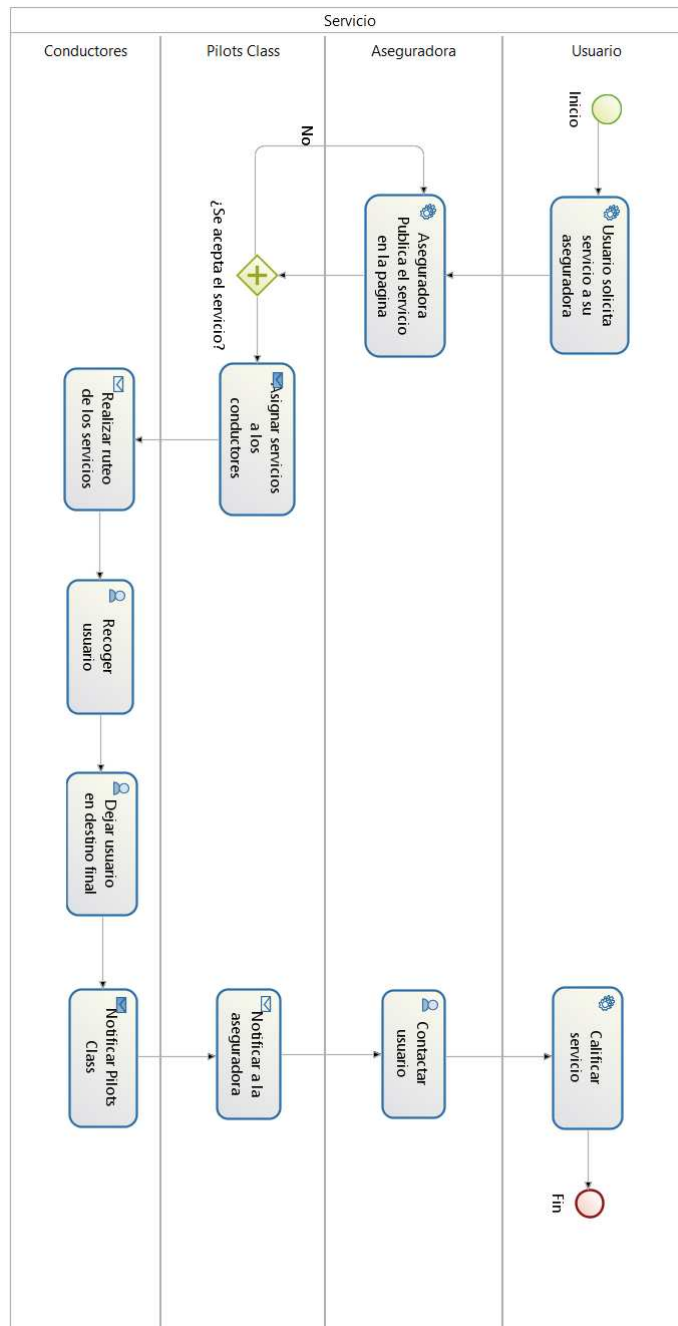 Servicio
Conductores
Pilots Class
Aseguradora
Usuario
Inicio
Usuario solicita
servicio a su
aseguradora
Aseguradora
Publica el servicio
en la pagina
No
¿Se acepta el servicio?
Asignar servicios
a los
conductores
Realizar ruteo
de los servicios
Recoger
usuario
Dejar usuario
en destino final
Notificar Pilots
Class
Notificar a la
aseguradora
Contactar
usuario
Calificar
servicio
Fin